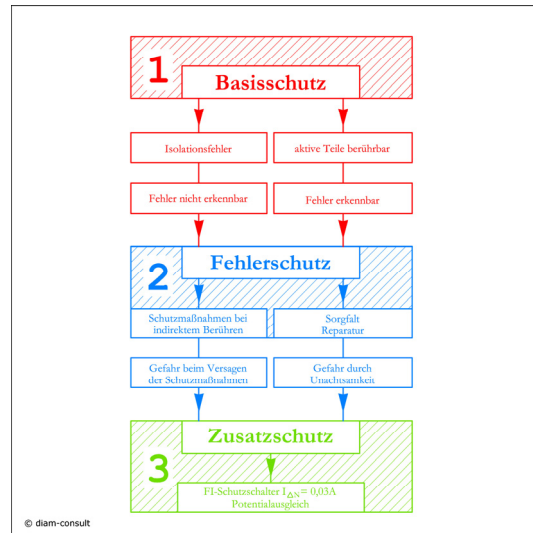 1
Basisschutz
Isolationsfehler
aktive Teile berührbar
Fehler nicht erkennbar
Fehler erkennbar
2
Fehlerschutz
Schutzmaßnahmen bei
indirektem Berühren
Sorgfalt
Reparatur
Gefahr beim Versagen
der Schutzmaßnahmen
Gefahr durch
Unachtsamkeit
3
Zusatzschutz
FI-Schutzschalter I△N= 0,03A
Potentialausgleich
© diam-consult